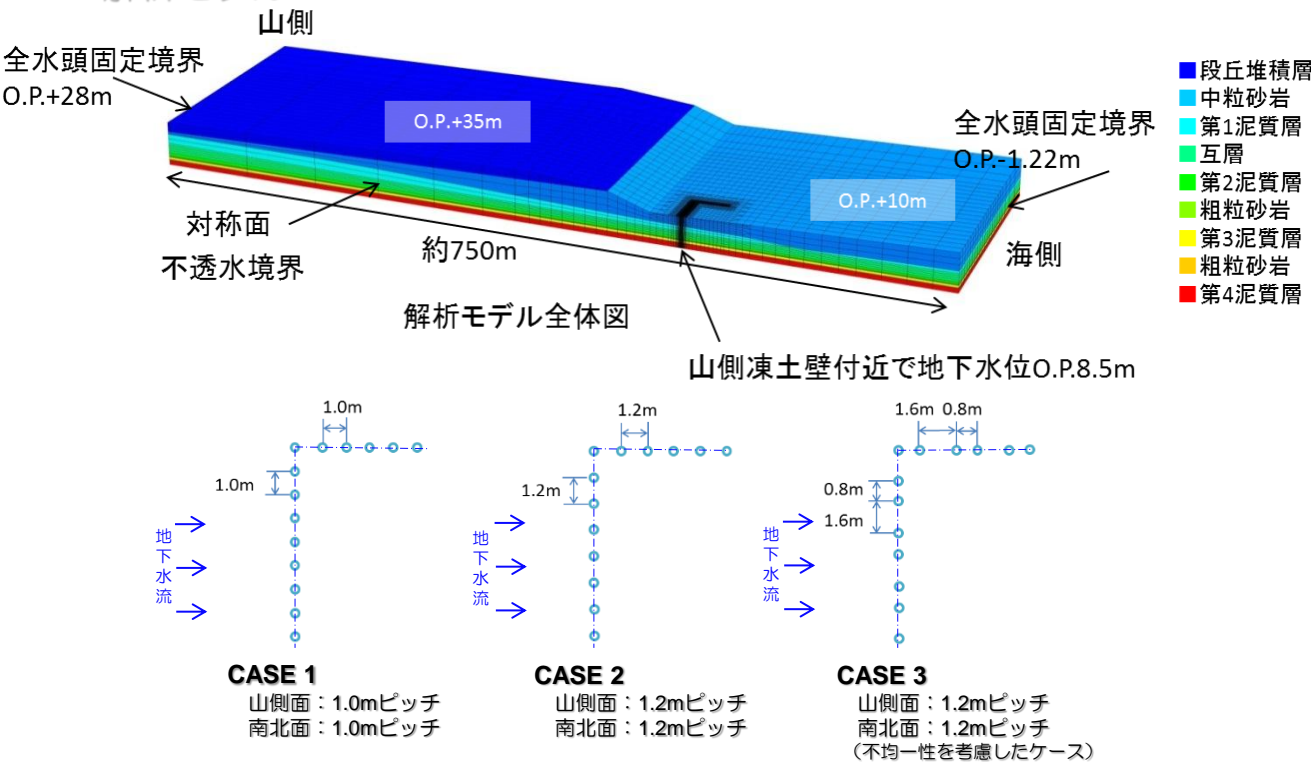 山側
全水頭固定境界
O.P.+28m
O.P.+35m
全水頭固定境界
O.P.-1.22m
O.P.+10m
対称面
不透水境界
約750m
海側
解析モデル全体図
山側凍土壁付近で地下水位O.P.8.5m
段丘堆積層
中粒砂岩
第1泥質層
互層
第2泥質層
粗粒砂岩
第3泥質層
粗粒砂岩
第4泥質層
1.0m
1.0m
地下水流
CASE 1
山側面：1.0mピッチ
南北面：1.0mピッチ
1.2m
1.2m
地下水流
CASE 2
山側面：1.2mピッチ
南北面：1.2mピッチ
1.6m 0.8m
0.8m
1.6m
地下水流
CASE 3
山側面：1.2mピッチ
南北面：1.2mピッチ
（不均一性を考慮したケース）